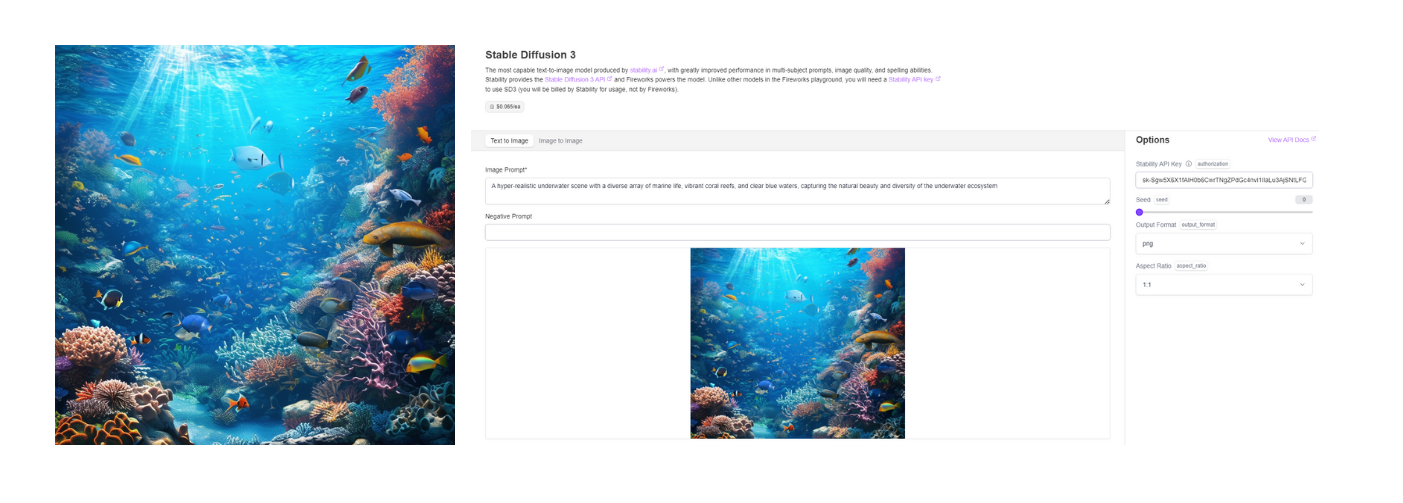 Stable Diffusion 3
The most capable text-to-image model produced by stability.ai, with greatly improved performance in multi-subject prompts, image quality, and spelling abilities.
Stability provides the Stable Diffusion 3 API and Fireworks powers the model. Unlike other models in the Fireworks playground, you will need a Stability API key
to use SD3 (you will be billed by Stability for usage, not by Fireworks).
$0.065/ea
Text to Image Image to Image
Image Prompt*
A hyper-realistic underwater scene with a diverse array of marine life, vibrant coral reefs, and clear blue waters, capturing the natural beauty and diversity of the underwater ecosystem
Negative Prompt
Options View API Docs
Stability API Key authorization
Seed seed 0
Output Format output_format
png
Aspect Ratio aspect_ratio
1:1